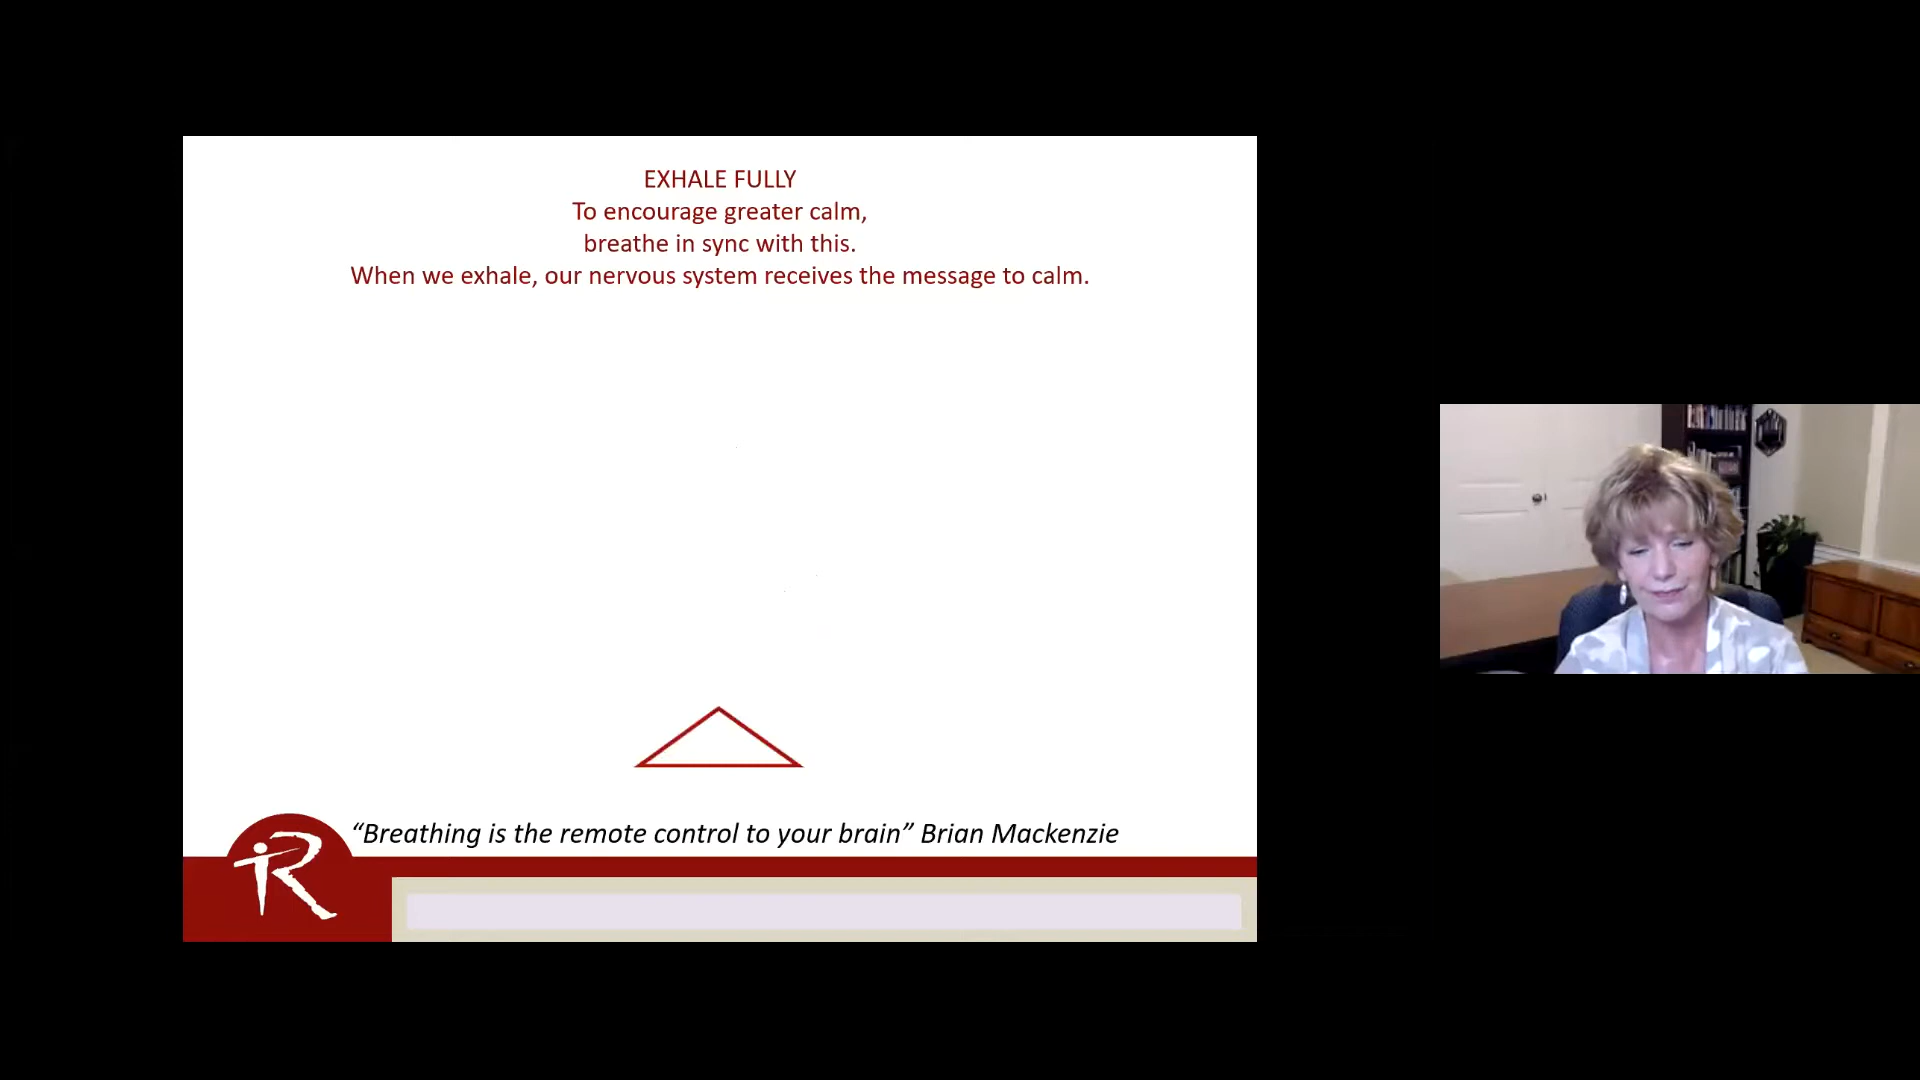 EXHALE FULLY
To encourage greater calm,
breathe in sync with this.
When we exhale, our nervous system receives the message to calm.
“Breathing is the remote control to your brain” Brian Mackenzie
R